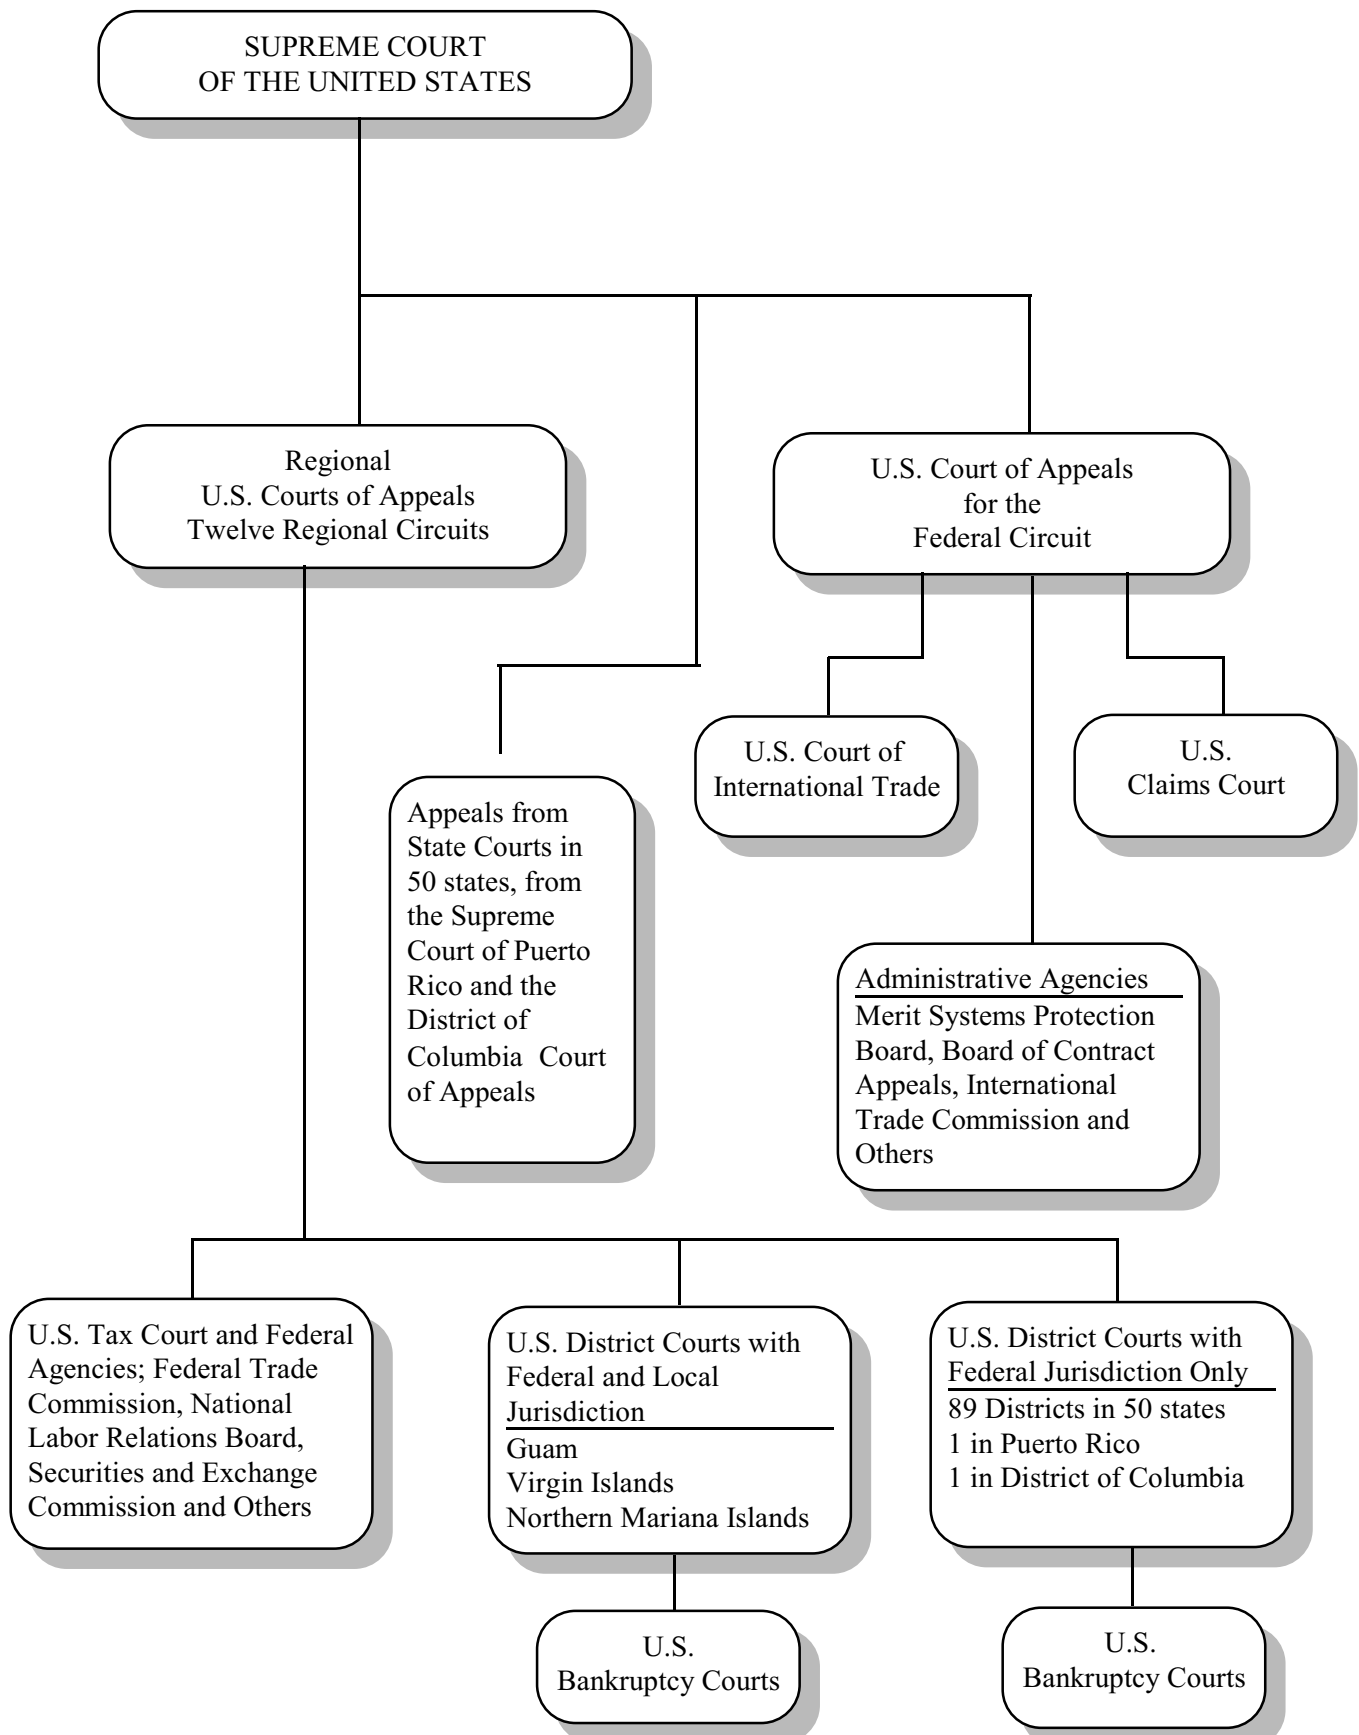 SUPREME COURT
OF THE UNITED STATES
Regional
U.S. Courts of Appeals
Twelve Regional Circuits
U.S. Court of Appeals
for the
Federal Circuit
U.S. Court of
International Trade
U.S.
Claims Court
Appeals from
State Courts in
50 states, from
the Supreme
Court of Puerto
Rico and the
District of
Columbia Court
of Appeals
Administrative Agencies
Merit Systems Protection
Board, Board of Contract
Appeals, International
Trade Commission and
Others
U.S. Tax Court and Federal
Agencies; Federal Trade
Commission, National
Labor Relations Board,
Securities and Exchange
Commission and Others
U.S. District Courts with
Federal and Local
Jurisdiction
Guam
Virgin Islands
Northern Mariana Islands
U.S. District Courts with
Federal Jurisdiction Only
89 Districts in 50 states
1 in Puerto Rico
1 in District of Columbia
U.S.
Bankruptcy Courts
U.S.
Bankruptcy Courts